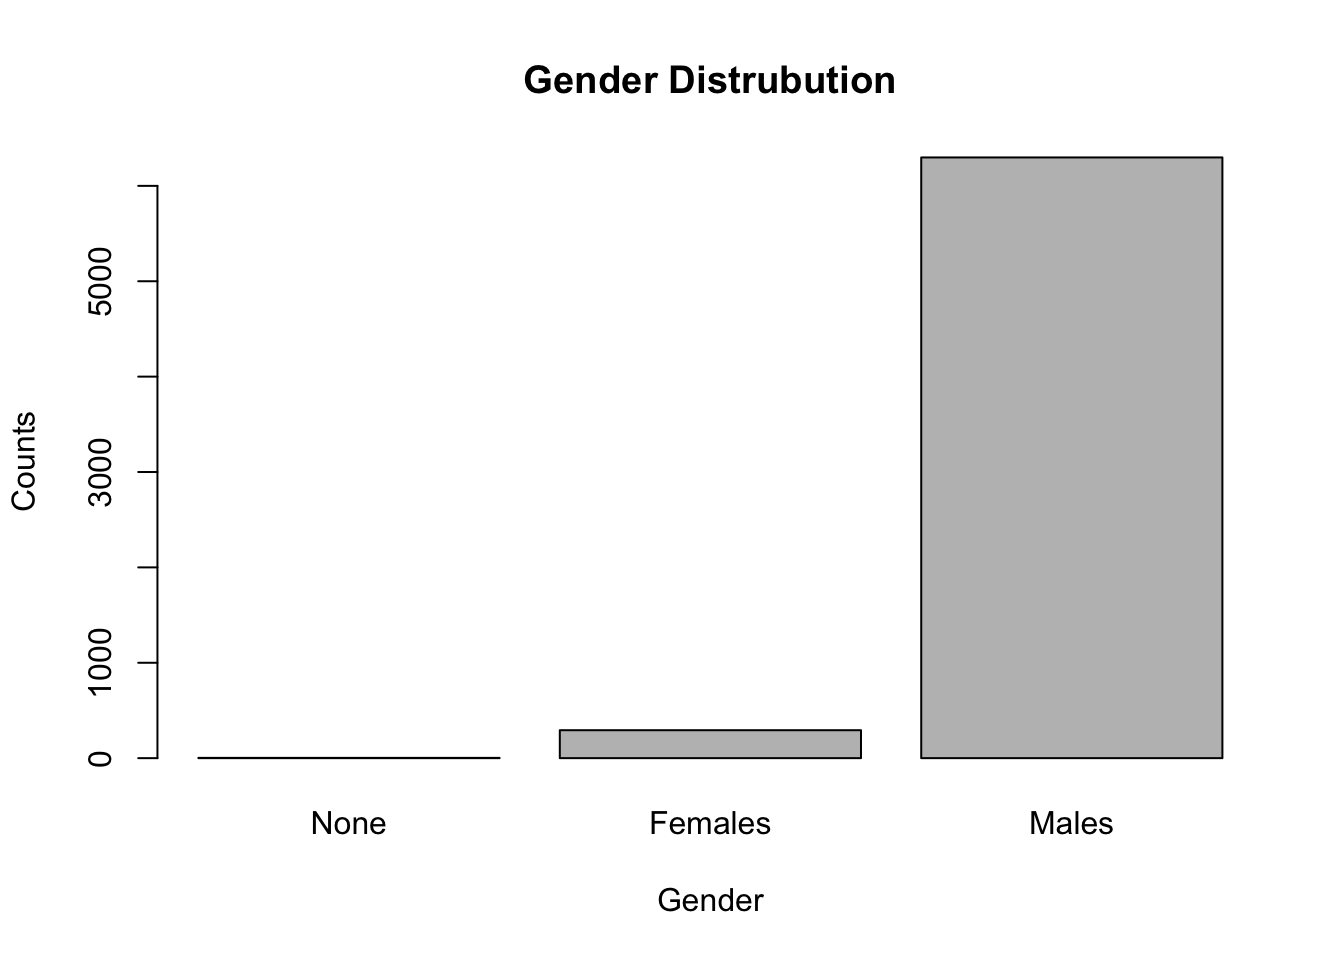 Gender Distrubution
Counts
5000
3000
1000
0
None Females Males
Gender